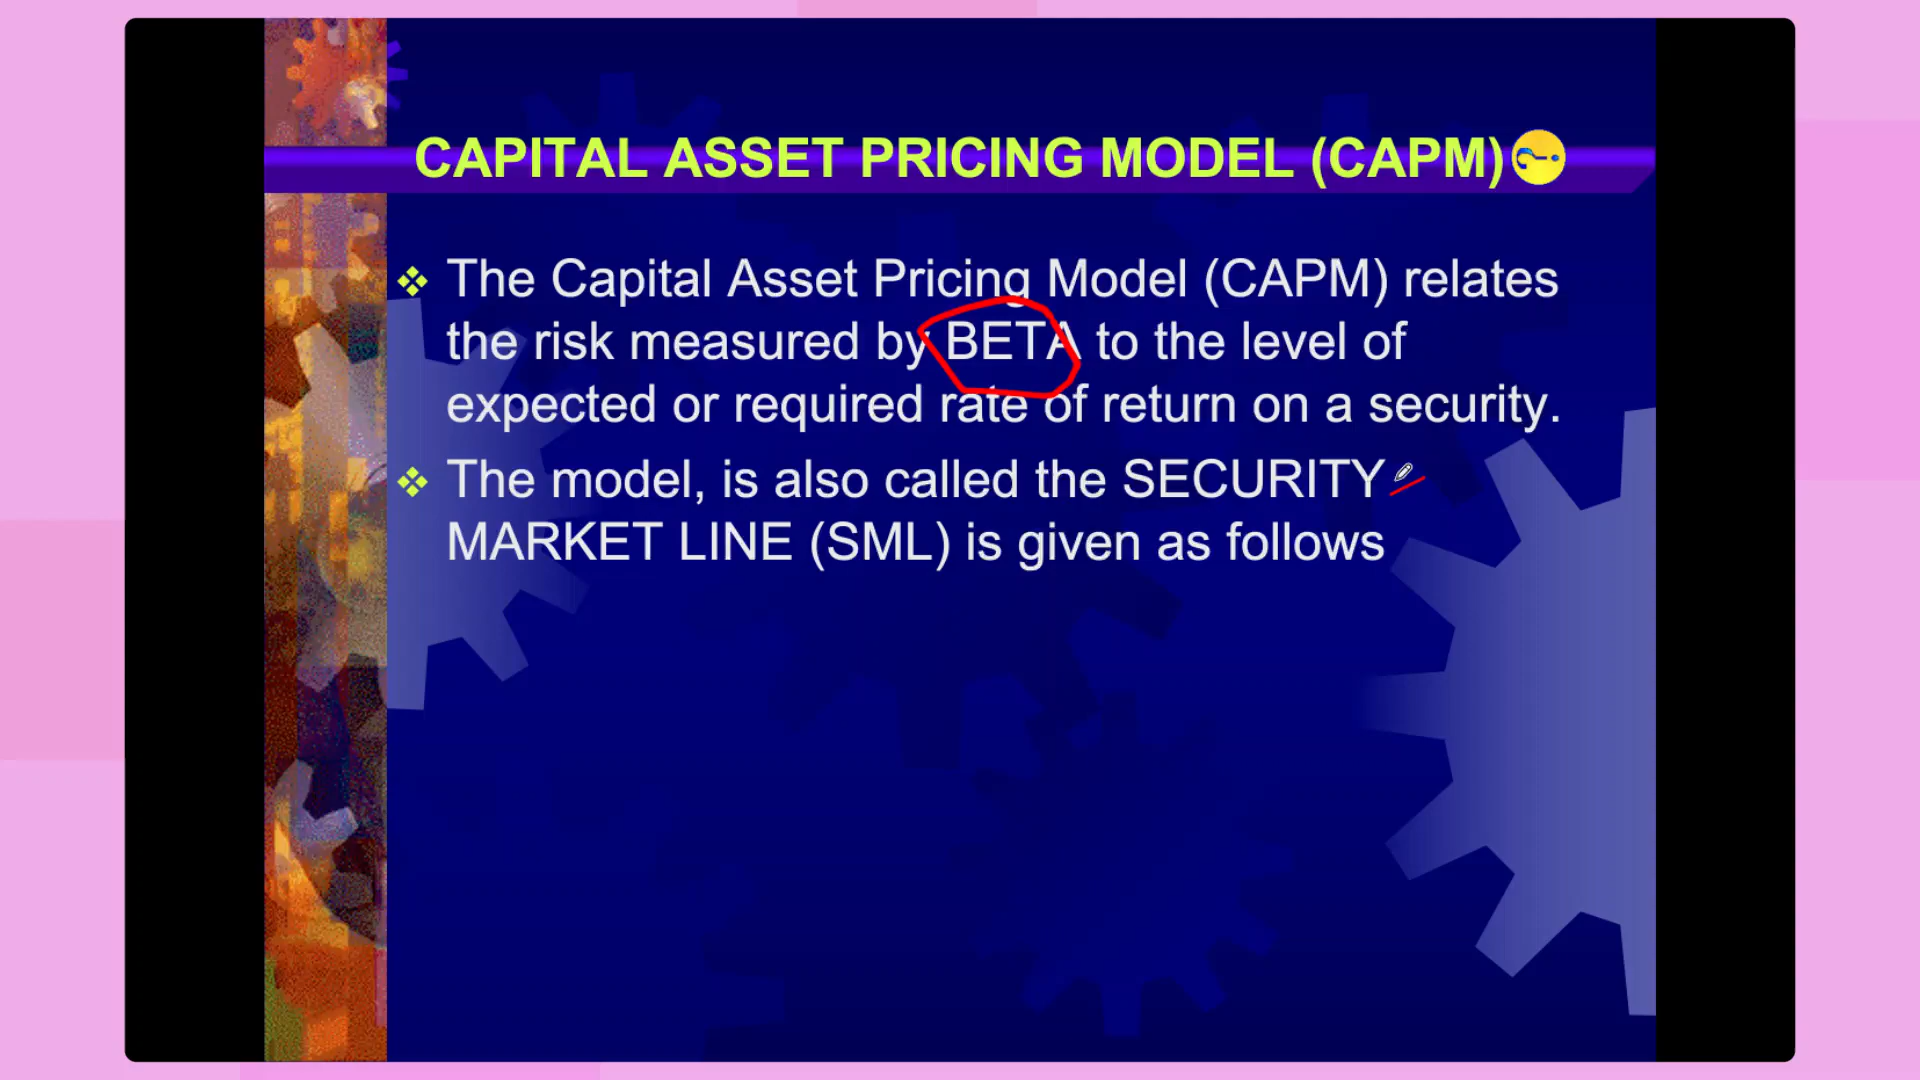 CAPITAL ASSET PRICING MODEL (CAPM)
The Capital Asset Pricing Model (CAPM) relates
the risk measured by BETA to the level of
expected or required rate of return on a security.
The model, is also called the SECURITY
MARKET LINE (SML) is given as follows